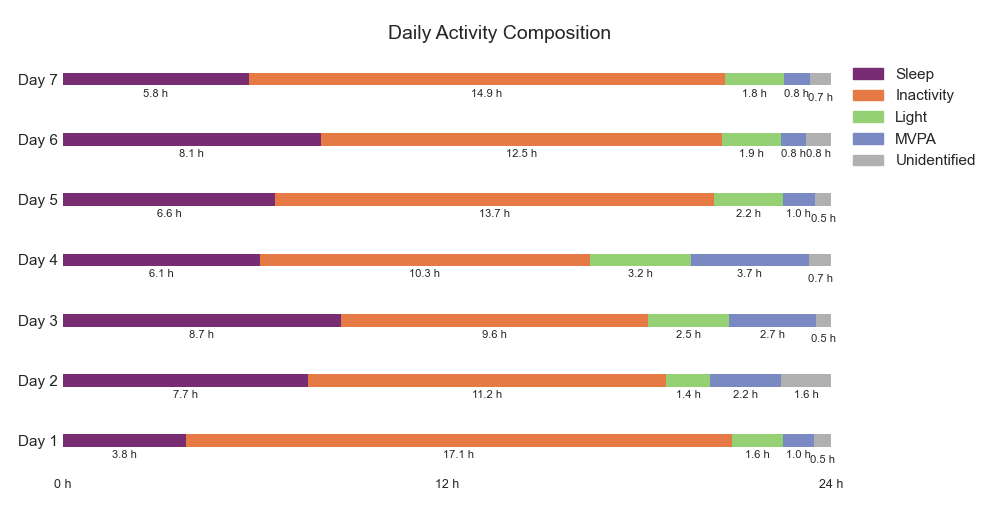 Daily Activity Composition
Day 7
5.8 h 14.9 h 1.8 h 0.8 h 0.7 h
Day 6
8.1 h 12.5 h 1.9 h 0.8 h 0.8 h
Day 5
6.6 h 13.7 h 2.2 h 1.0 h 0.5 h
Day 4
6.1 h 10.3 h 3.2 h 3.7 h 0.7 h
Day 3
8.7 h 9.6 h 2.5 h 2.7 h 0.5 h
Day 2
7.7 h 11.2 h 1.4 h 2.2 h 1.6 h
Day 1
3.8 h 17.1 h 1.6 h 1.0 h 0.5 h
0 h 12 h 24 h
Sleep
Inactivity
Light
MVPA
Unidentified